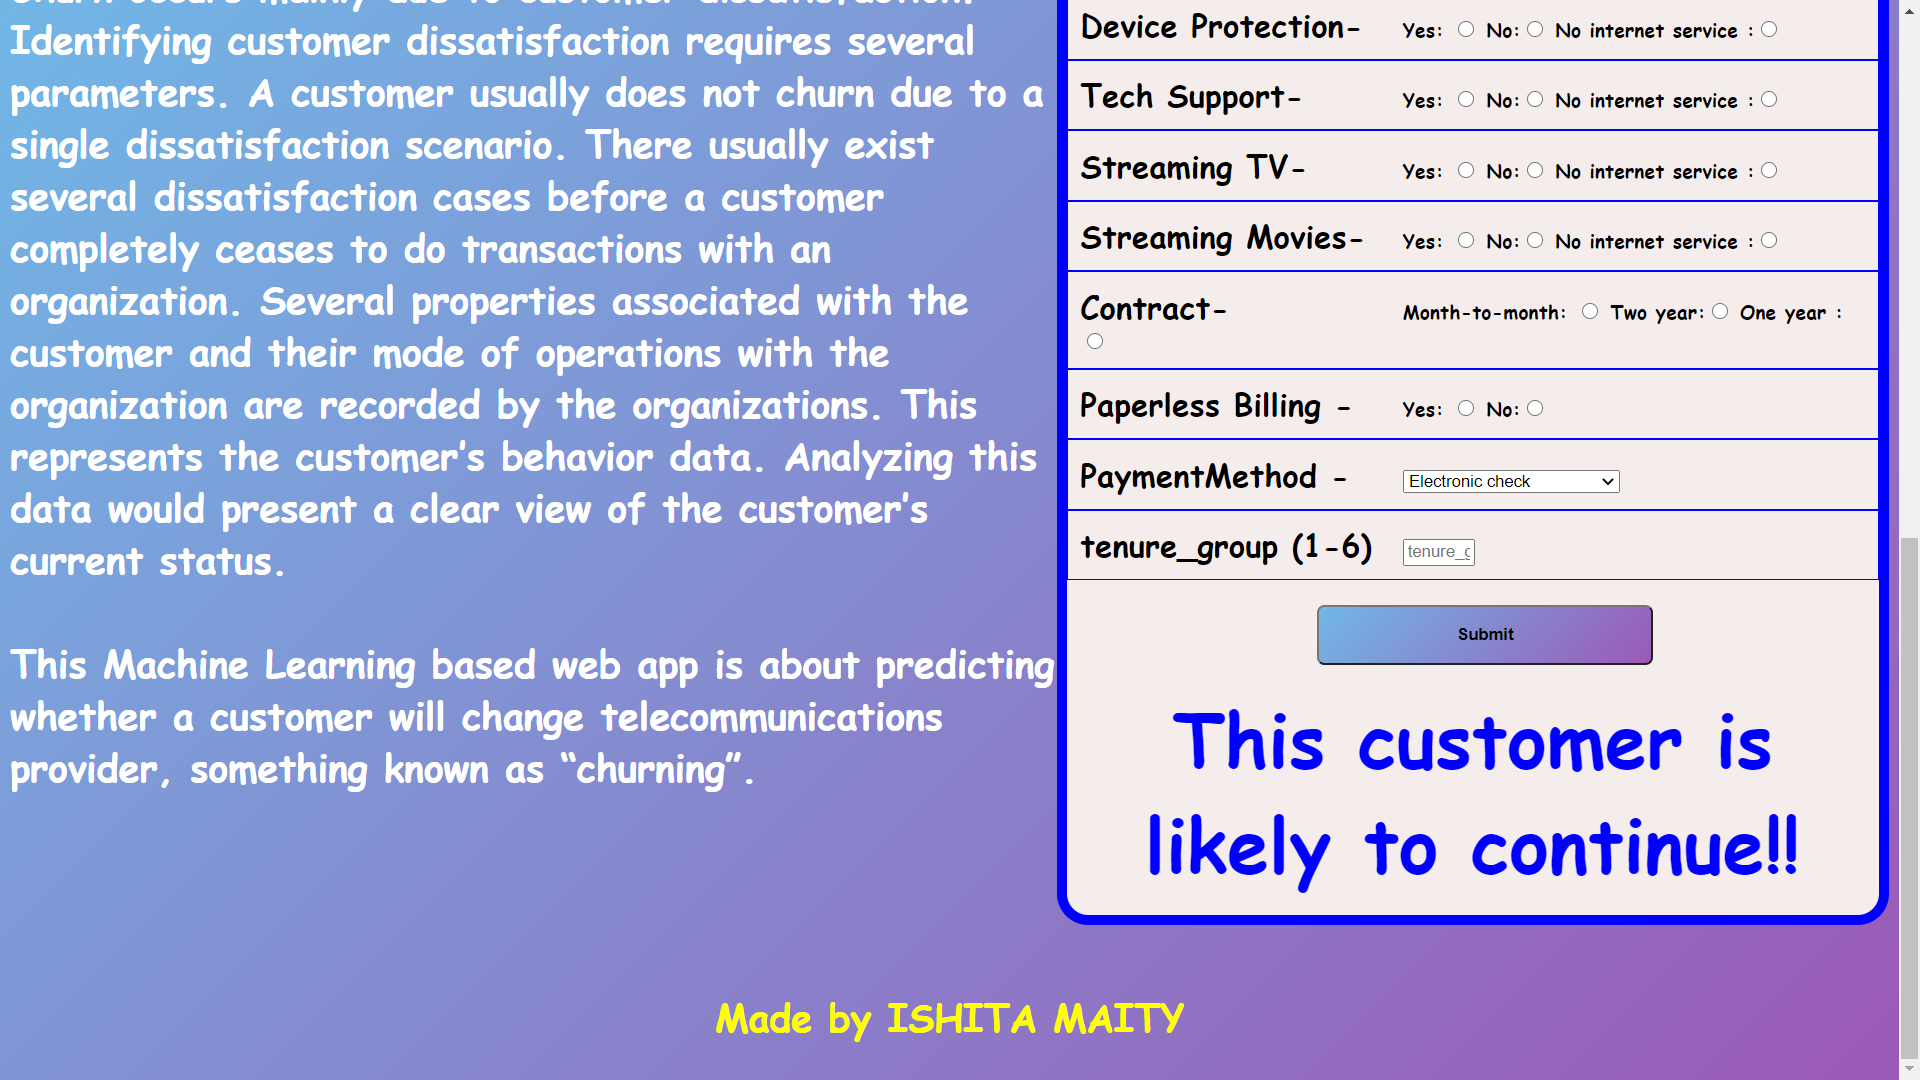 Identifying customer dissatisfaction requires several
parameters. A customer usually does not churn due to a
single dissatisfaction scenario. There usually exist
several dissatisfaction cases before a customer
completely ceases to do transactions with an
organization. Several properties associated with the
customer and their mode of operations with the
organization are recorded by the organizations. This
represents the customer’s behavior data. Analyzing this
data would present a clear view of the customer’s
current status.
This Machine Learning based web app is about predicting
whether a customer will change telecommunications
provider, something known as “churning”.
Device Protection- Yes: No: No internet service :
Tech Support- Yes: No: No internet service :
Streaming TV- Yes: No: No internet service :
Streaming Movies- Yes: No: No internet service :
Contract- Month-to-month: Two year: One year :
Paperless Billing - Yes: No:
PaymentMethod - Electronic check
tenure_group (1-6)
Submit
This customer is
likely to continue!!
Made by ISHITA MAITY